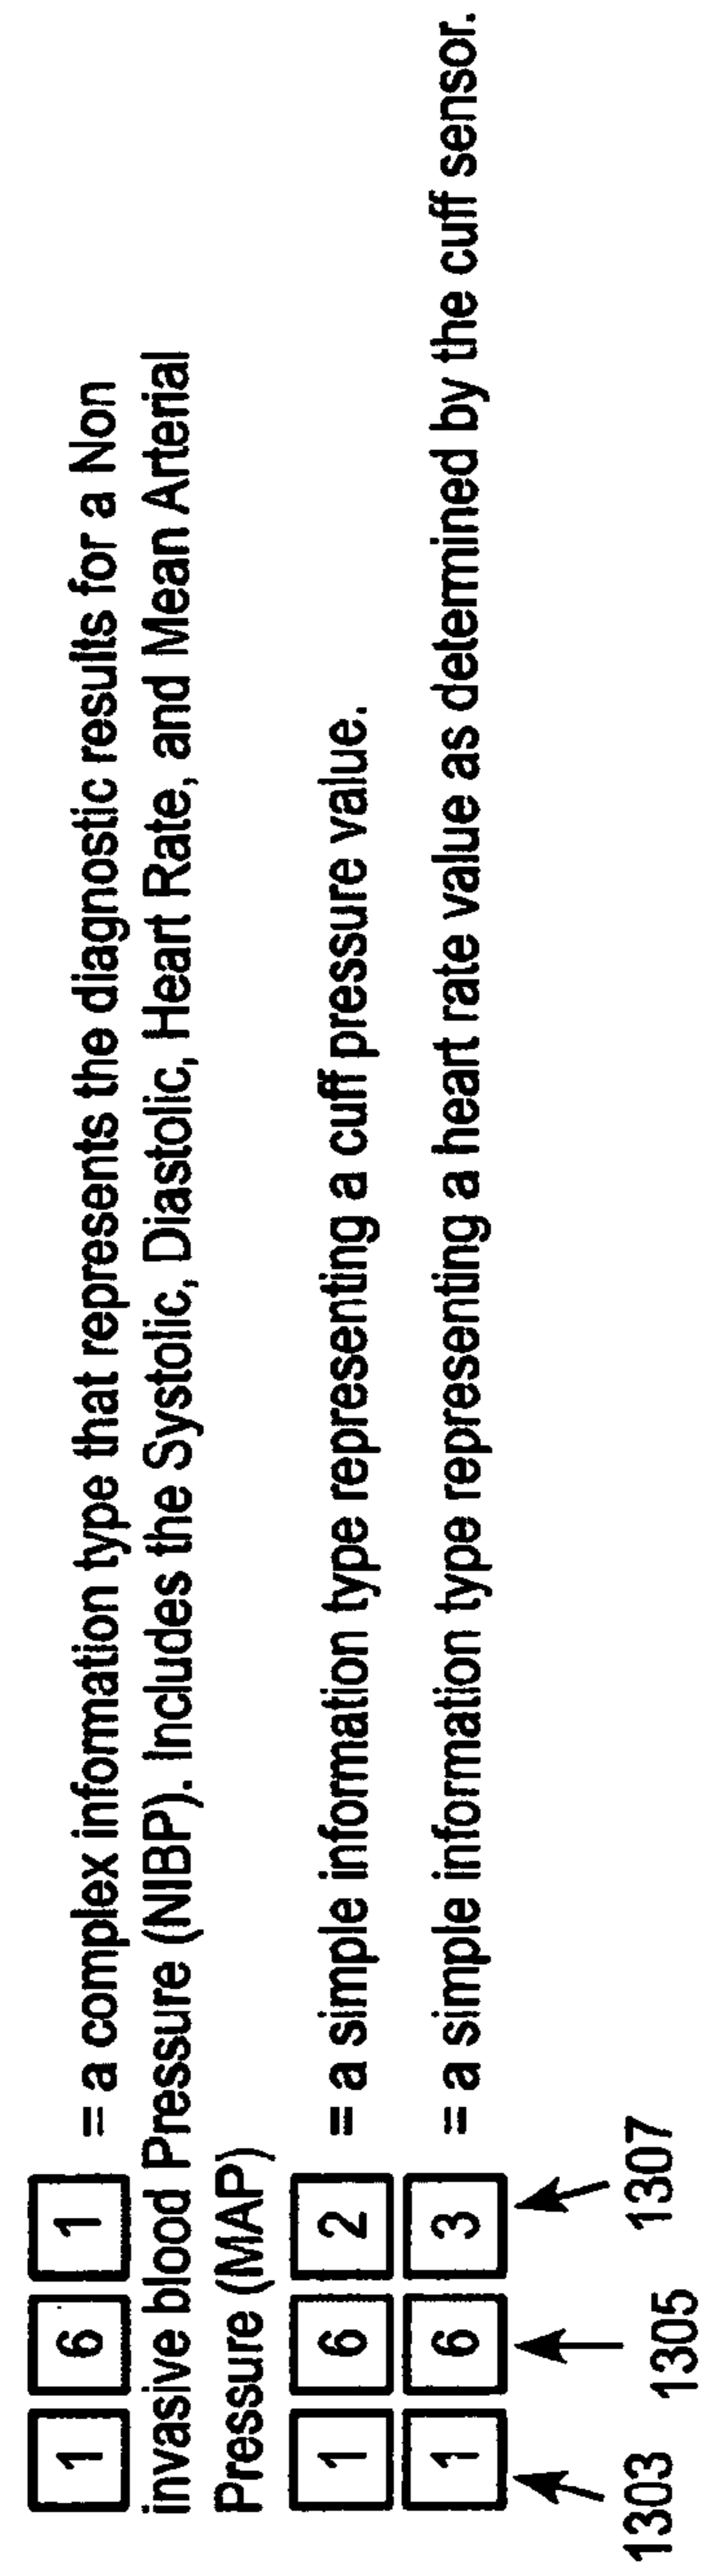 1 6 1 = a complex information type that represents the diagnostic results for a Non
invasive blood Pressure (NIBP). Includes the Systolic, Diastolic, Heart Rate, and Mean Arterial
Pressure (MAP)
1 6 2 = a simple information type representing a cuff pressure value.
1 6 3 = a simple information type representing a heart rate value as determined by the cuff sensor.
1303 1305 1307